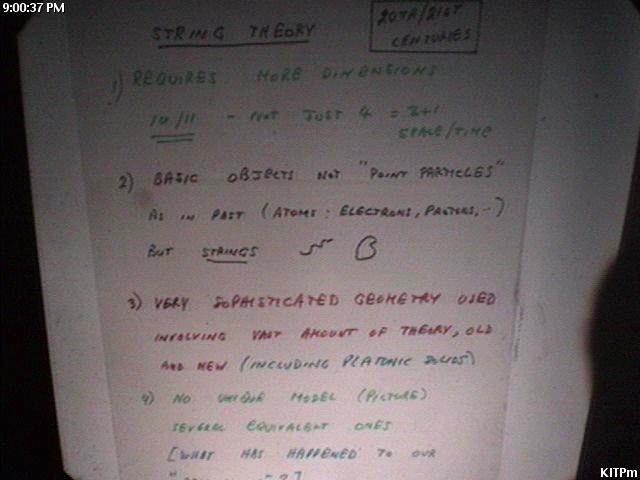 9:00:37 PM
STRING THEORY
20TH/21ST
CENTURIES
1) REQUIRES MORE DIMENSIONS
10/11 - NOT JUST 4 = 3+1
SPACE/TIME
2) BASIC OBJECTS NOT "POINT PARTICLES"
AS IN PAST (ATOMS: ELECTRONS, PROTONS, ..)
BUT STRINGS
3) VERY SOPHISTICATED GEOMETRY USED
INVOLVING VAST AMOUNT OF THEORY, OLD
AND NEW (INCLUDING PLATONIC SOLIDS)
4) NO UNIQUE MODEL (PICTURE)
SEVERAL EQUIVALENT ONES
[WHAT HAS HAPPENED TO OUR
KITPm